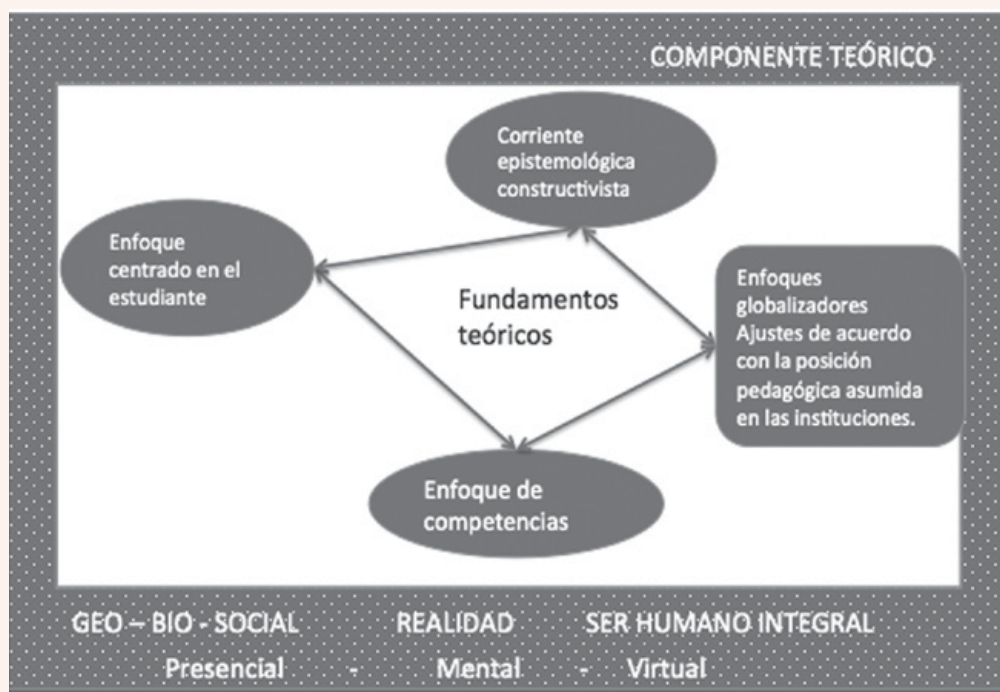 COMPONENTE TEÓRICO
Corriente
epistemológica
constructivista
Enfoque
centrado en el
estudiante
Fundamentos
teóricos
Enfoques
globalizadores
Ajustes de acuerdo
con la posición
pedagógica asumida
en las instituciones.
Enfoque de
competencias
GEO – BIO - SOCIAL REALIDAD SER HUMANO INTEGRAL
Presencial - Mental - Virtual